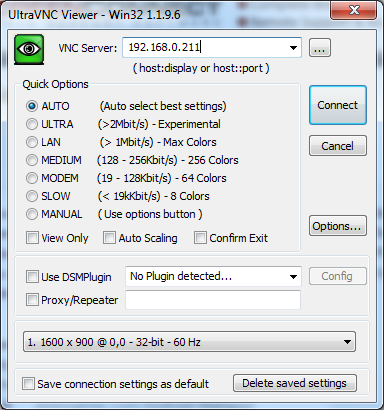 UltraVNC Viewer - Win32 1.1.9.6
VNC Server: 192.168.0.211 ...
( host:display or host::port )
Quick Options
AUTO (Auto select best settings)
Connect
ULTRA (>2Mbit/s) - Experimental
LAN (> 1Mbit/s) - Max Colors
MEDIUM (128 - 256Kbit/s) - 256 Colors
Cancel
MODEM (19 - 128Kbit/s) - 64 Colors
SLOW (< 19kKbit/s) - 8 Colors
MANUAL ( Use options button )
Options...
View Only Auto Scaling Confirm Exit
Use DSMPlugin No Plugin detected... Config
Proxy/Repeater
1. 1600 x 900 @ 0,0 - 32-bit - 60 Hz
Save connection settings as default Delete saved settings